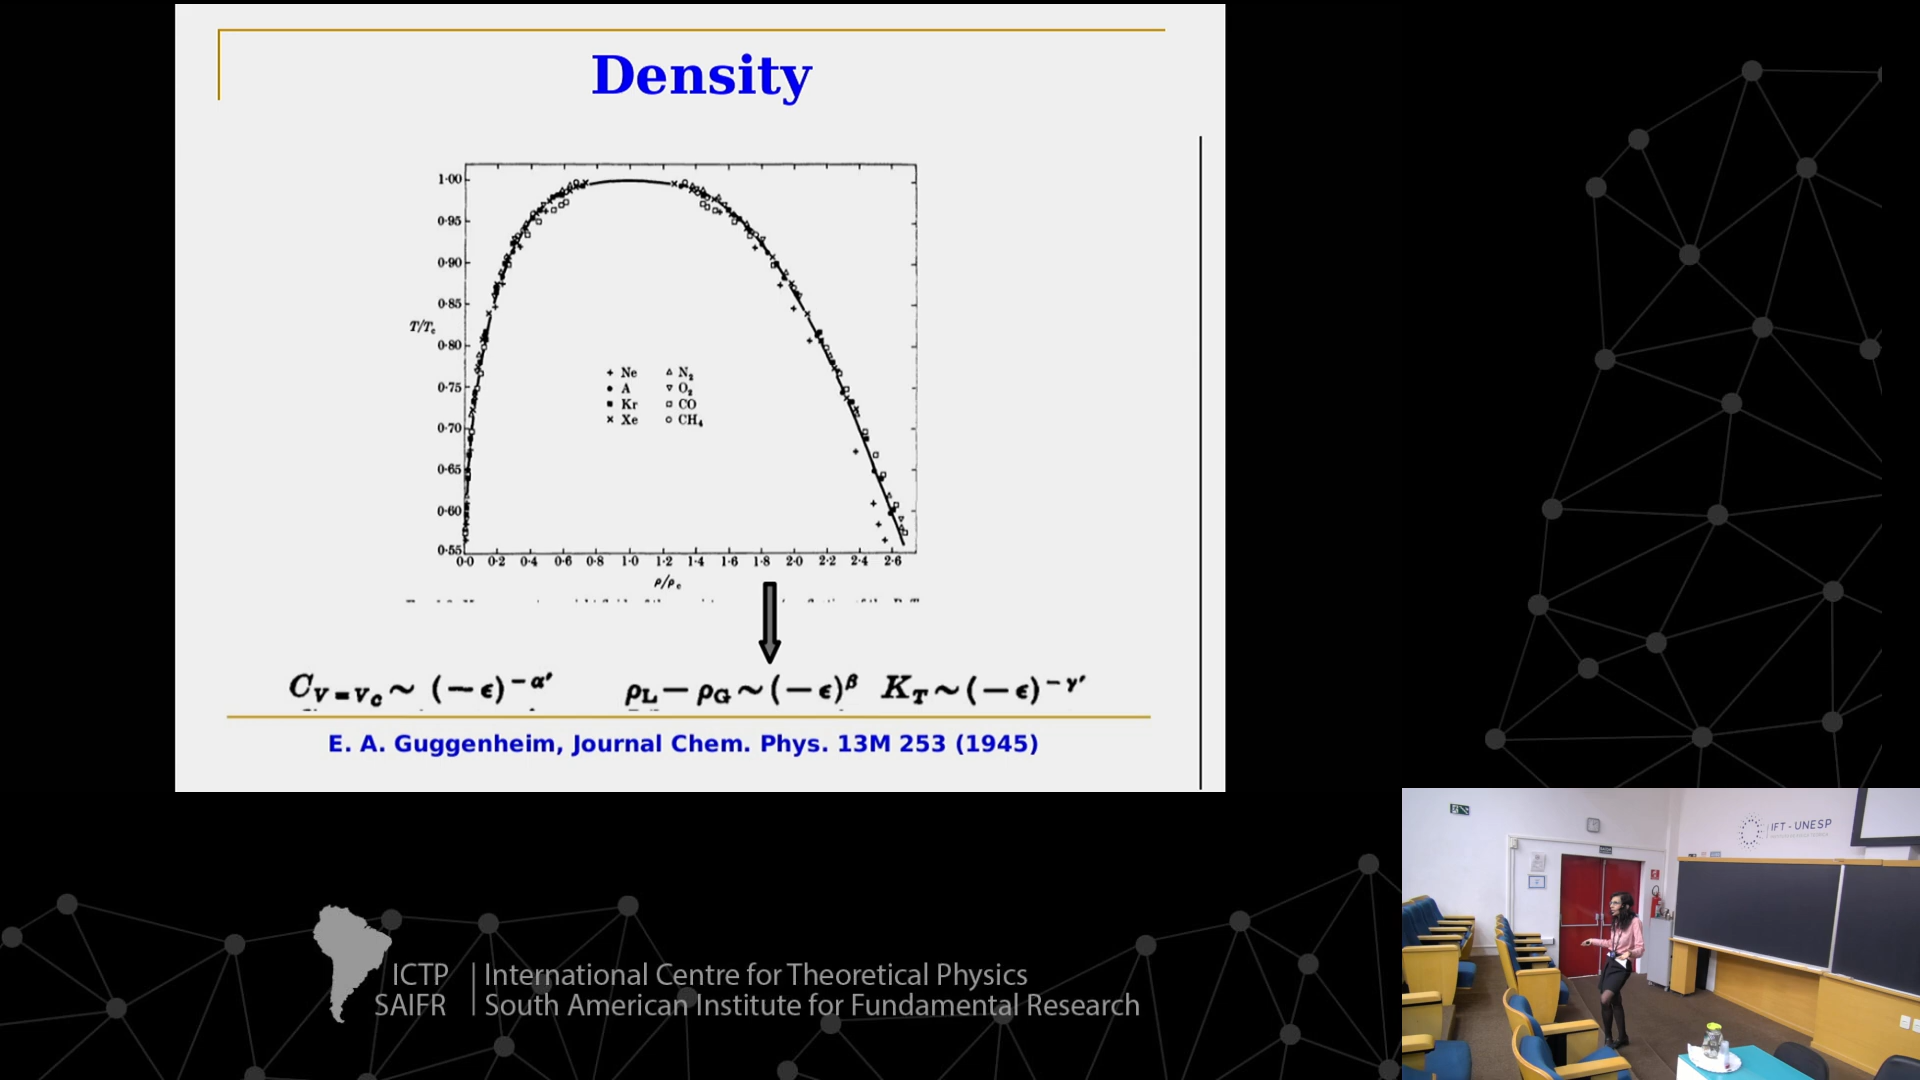 Density
1·00
0·95
0·90
0·85
T/Tc
0·80
0·75
0·70
0·65
0·60
0·55
+ Ne △ N2
• A ▽ O2
■ Kr □ CO
× Xe ○ CH4
0·0 0·2 0·4 0·6 0·8 1·0 1·2 1·4 1·6 1·8 2·0 2·2 2·4 2·6
ρ/ρc
C_{V=V_C} ~ (−ϵ)^{−α′} ρL − ρG ~ (−ϵ)^β K_T ~ (−ϵ)^{−γ′}
E. A. Guggenheim, Journal Chem. Phys. 13M 253 (1945)
IFT - UNESP
ICTP | International Centre for Theoretical Physics
SAIFR | South American Institute for Fundamental Research